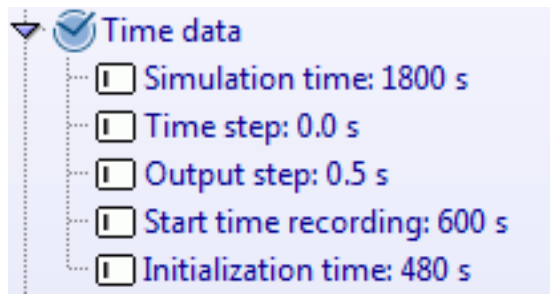 Time data
Simulation time: 1800 s
Time step: 0.0 s
Output step: 0.5 s
Start time recording: 600 s
Initialization time: 480 s